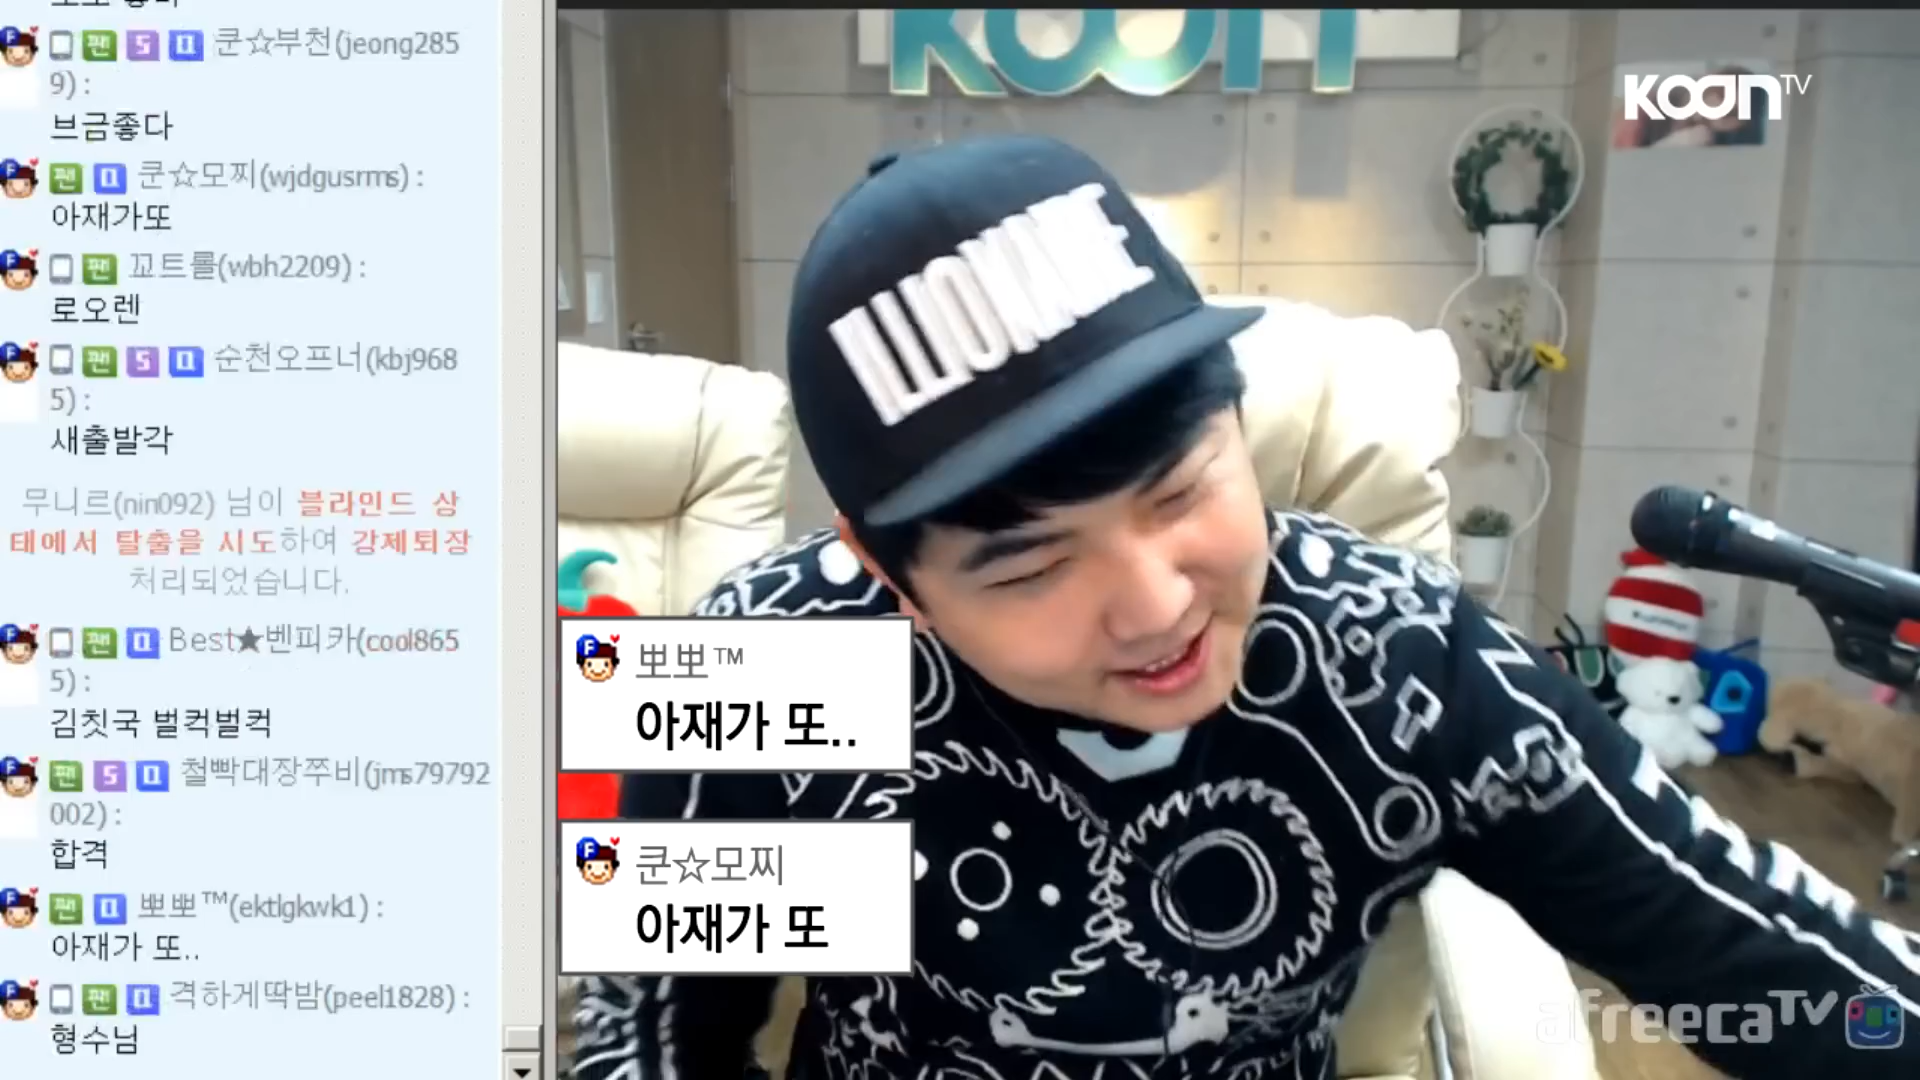 쿤☆부천(jeong285
9) :
브금좋다
쿤☆모찌(wjdgusrms) :
아재가또
꼬트롤(wbh2209) :
로오렌
순천오프너(kbj968
5) :
새출발각
무니르(nin092) 님이 블라인드 상
태에서 탈출을 시도하여 강제퇴장
처리되었습니다.
Best★벤피카(cool865
5) :
김칫국 벌컥벌컥
철빡대장쭈비(jms79792
002) :
합격
뽀뽀™(ektlgkwk1) :
아재가 또..
격하게딱밤(peel1828) :
형수님
KOON
KOONTV
ILLIONAIRE
뽀뽀™
아재가 또..
쿤☆모찌
아재가 또
afreecaTV